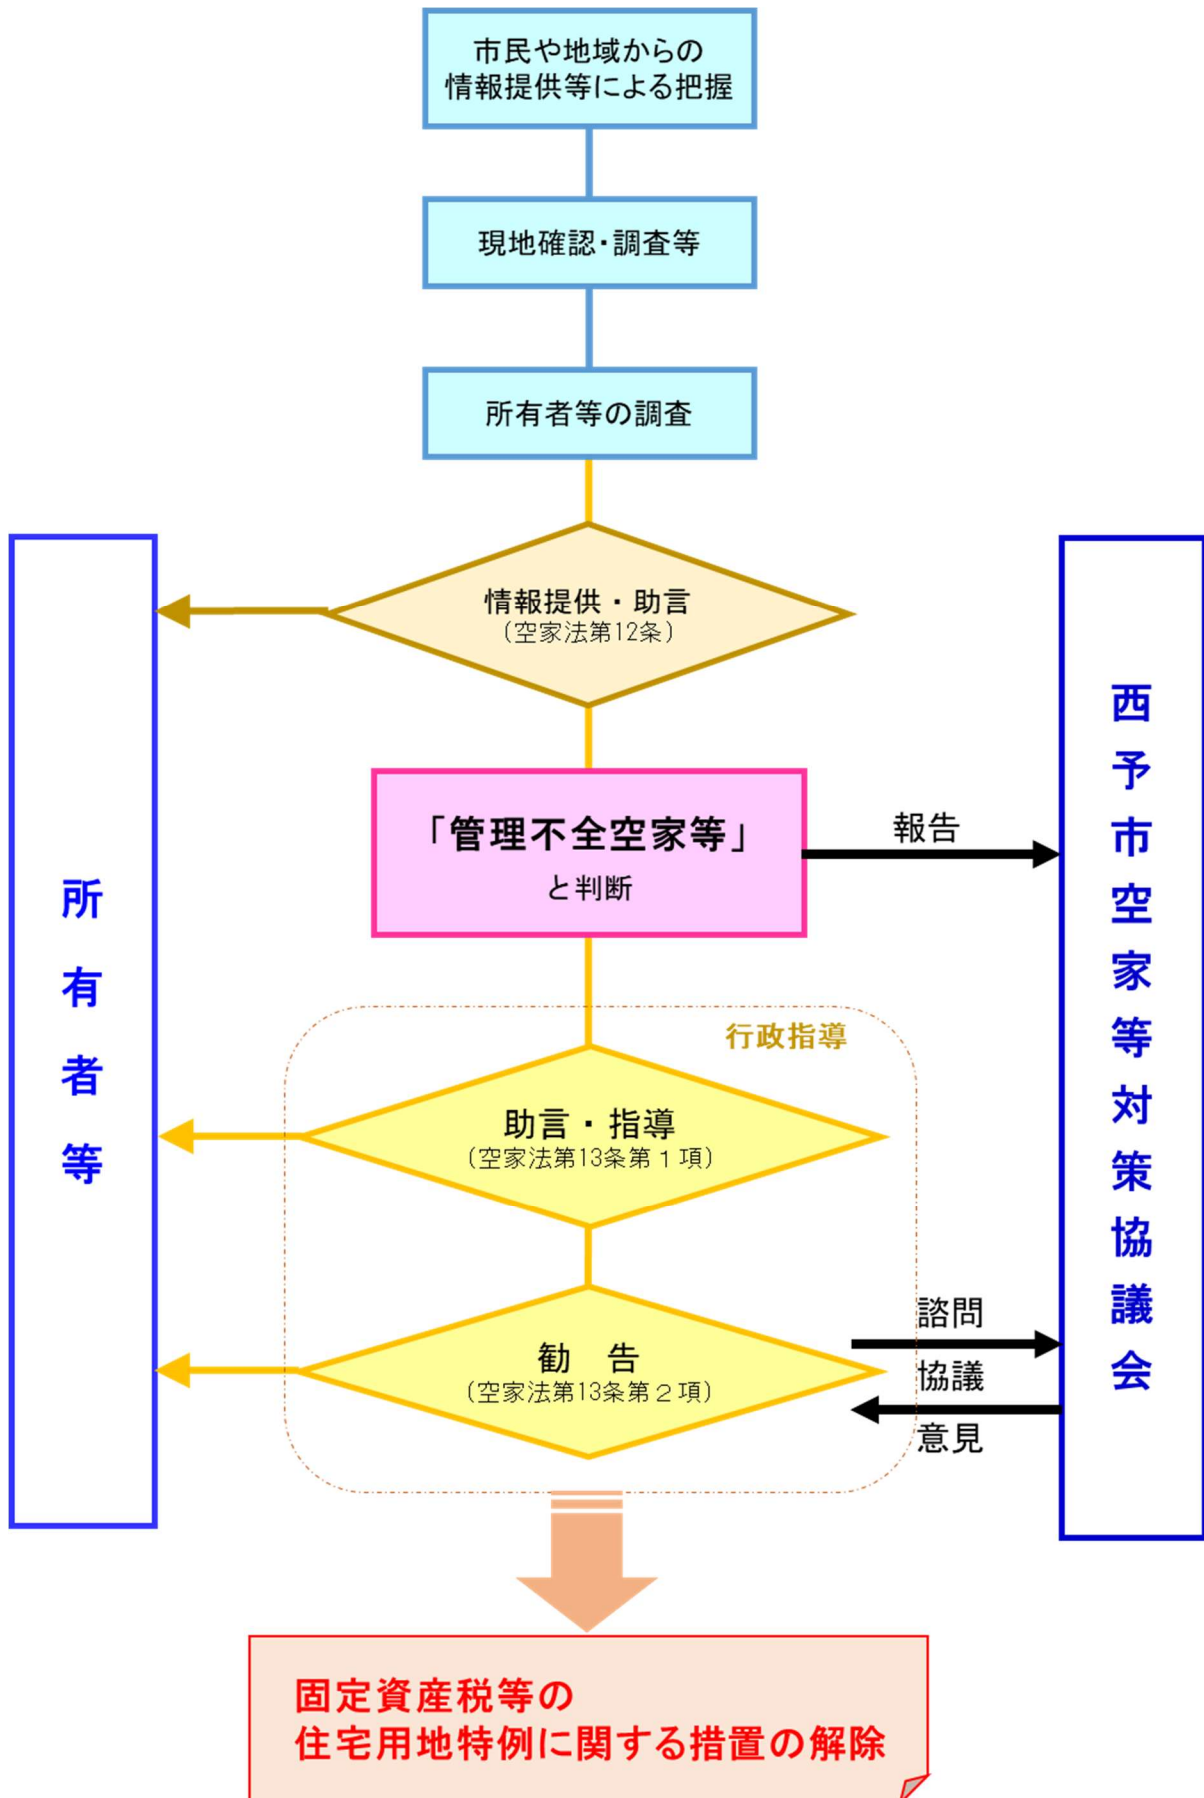 市民や地域からの
情報提供等による把握
現地確認・調査等
所有者等の調査
情報提供・助言
（空家法第12条）
「管理不全空家等」
と判断
報告
所有者等
西予市空家等対策協議会
行政指導
助言・指導
（空家法第13条第１項）
勧　告
（空家法第13条第２項）
諮問
協議
意見
固定資産税等の
住宅用地特例に関する措置の解除